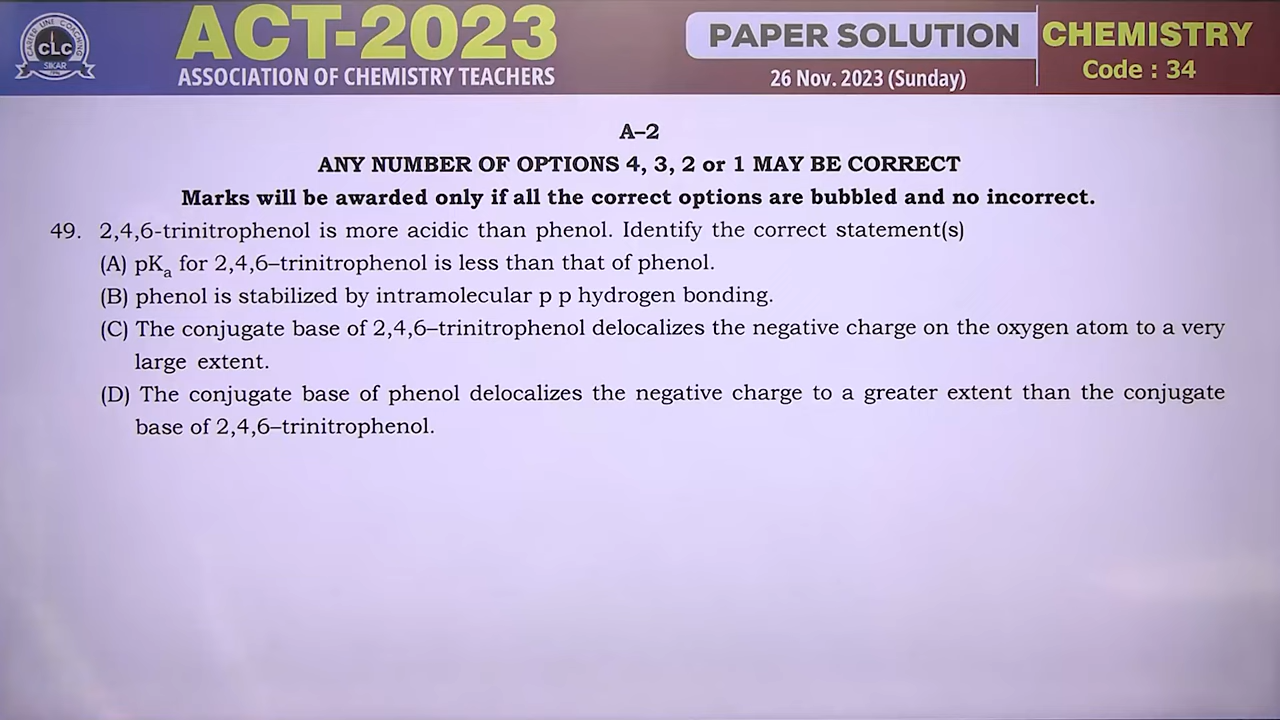 CAREER LINE COACHING
CLC
SIKAR
ACT-2023
ASSOCIATION OF CHEMISTRY TEACHERS
PAPER SOLUTION
26 Nov. 2023 (Sunday)
CHEMISTRY
Code : 34
A–2
ANY NUMBER OF OPTIONS 4, 3, 2 or 1 MAY BE CORRECT
Marks will be awarded only if all the correct options are bubbled and no incorrect.
49. 2,4,6-trinitrophenol is more acidic than phenol. Identify the correct statement(s)
(A) pKa for 2,4,6–trinitrophenol is less than that of phenol.
(B) phenol is stabilized by intramolecular p p hydrogen bonding.
(C) The conjugate base of 2,4,6–trinitrophenol delocalizes the negative charge on the oxygen atom to a very
large extent.
(D) The conjugate base of phenol delocalizes the negative charge to a greater extent than the conjugate
base of 2,4,6–trinitrophenol.